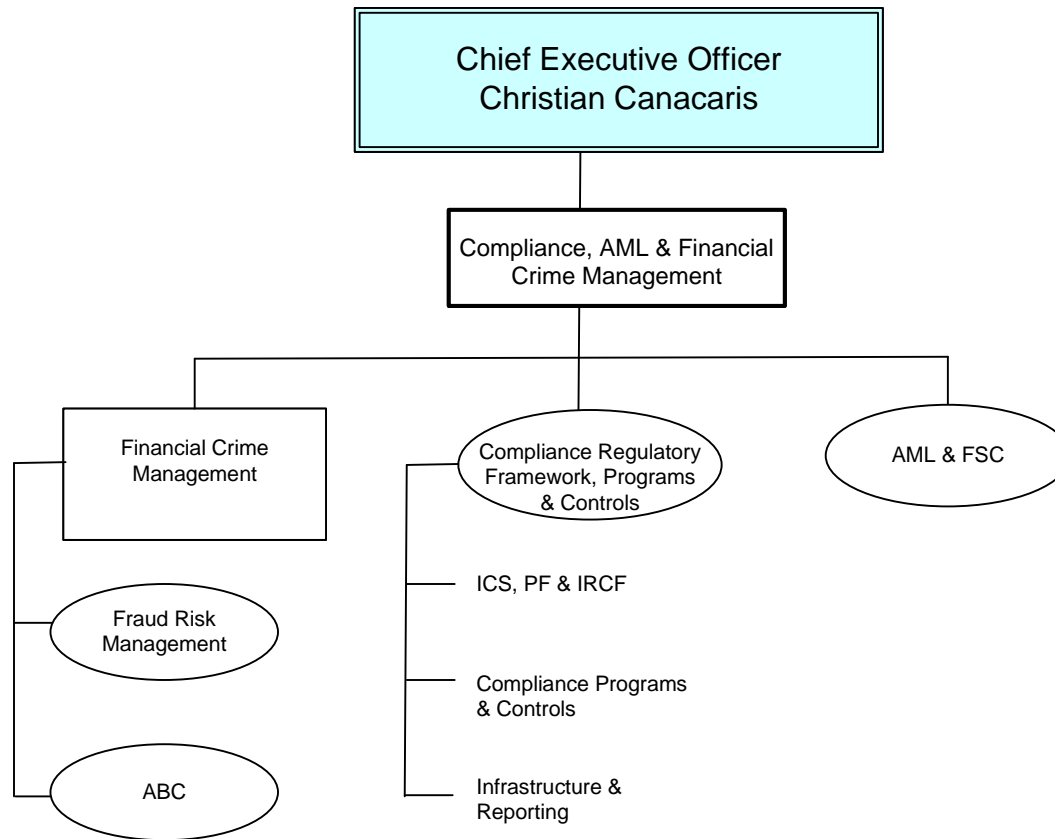 Chief Executive Officer
Christian Canacaris
Compliance, AML & Financial
Crime Management
Financial Crime
Management
Compliance Regulatory
Framework, Programs
& Controls
AML & FSC
Fraud Risk
Management
ABC
ICS, PF & IRCF
Compliance Programs
& Controls
Infrastructure &
Reporting